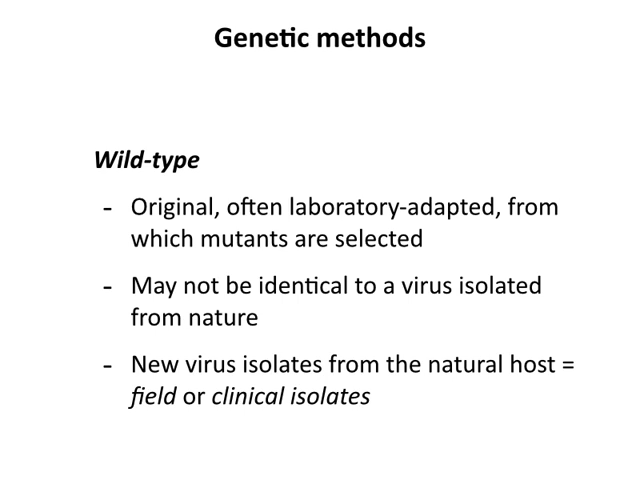 Genetic methods
Wild-type
- Original, often laboratory-adapted, from
which mutants are selected
- May not be identical to a virus isolated
from nature
- New virus isolates from the natural host =
field or clinical isolates